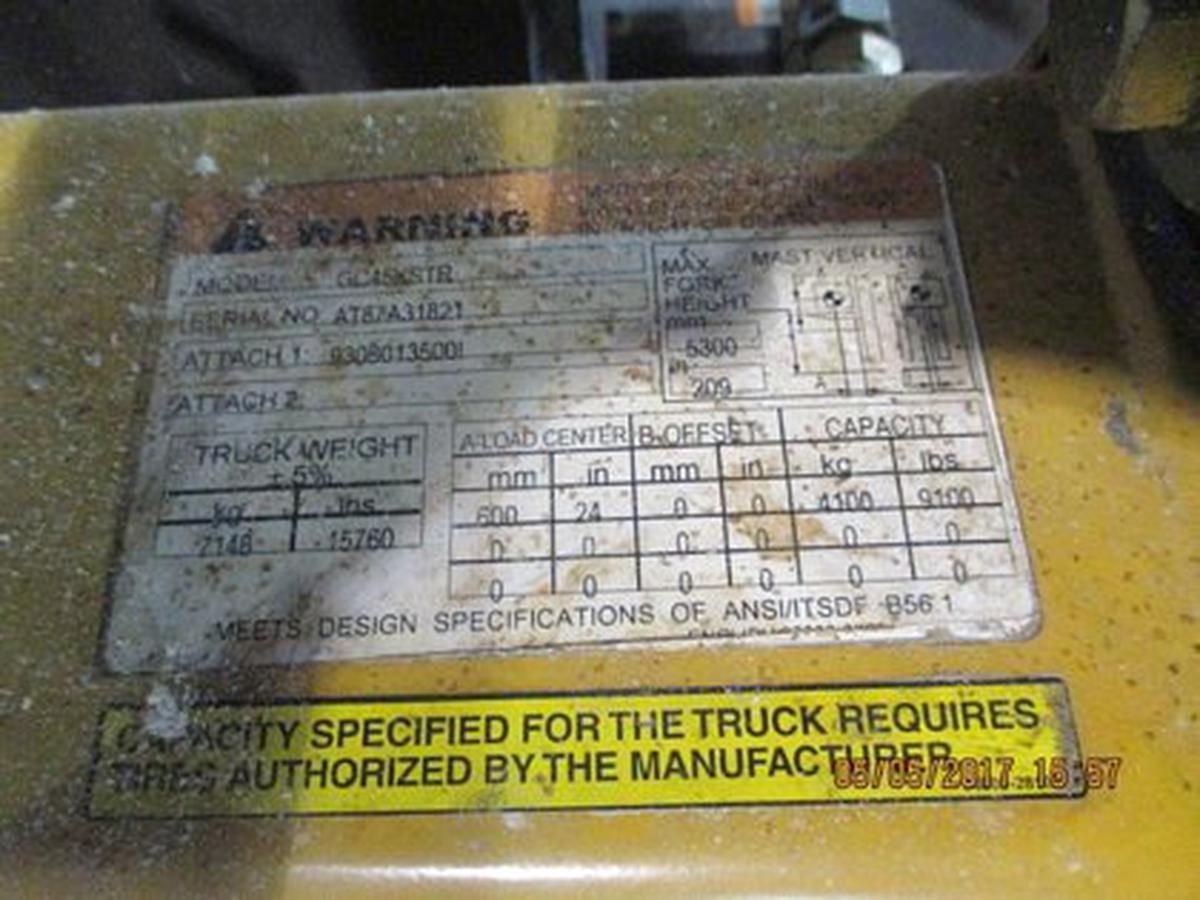 WARNING
MODEL: GC45KSTR
SERIAL NO AT87A31821
ATTACH 1: 9308013500I
ATTACH 2:
MAX. FORK HEIGHT
mm
5300
in
209
MAST VERTICAL
A
TRUCK WEIGHT
± 5%
kg lbs
7148 15760
A-LOAD CENTER B-OFFSET CAPACITY
mm in mm in kg lbs
600 24 0 0 4100 9100
0 0 0 0 0 0
0 0 0 0 0 0
MEETS DESIGN SPECIFICATIONS OF ANSI/ITSDF B56.1
CAPACITY SPECIFIED FOR THE TRUCK REQUIRES
TIRES AUTHORIZED BY THE MANUFACTURER
05/05/2017 15:57